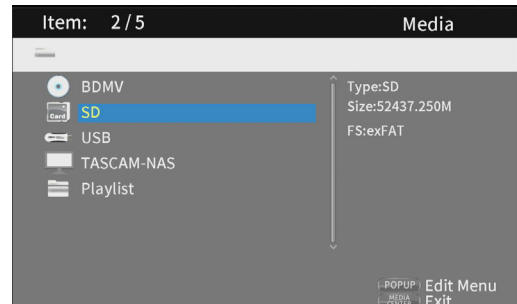 Item: 2/5
Media
BDMV
Card SD
USB
TASCAM-NAS
Playlist
Type:SD
Size:52437.250M
FS:exFAT
POPUP Edit Menu
MEDIA CENTER Exit